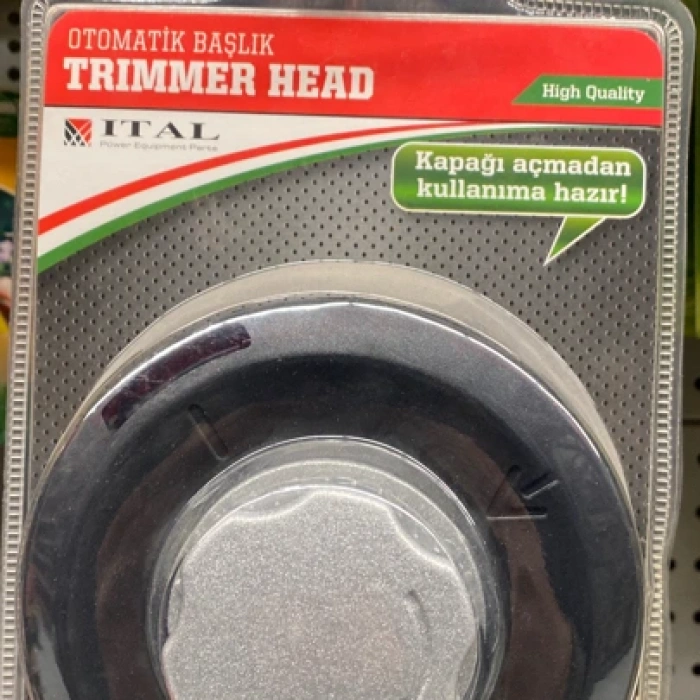 OTOMATİK BAŞLIK
TRIMMER HEAD
High Quality
ITAL
Power Equipment Parts
Kapağı açmadan
kullanıma hazır!